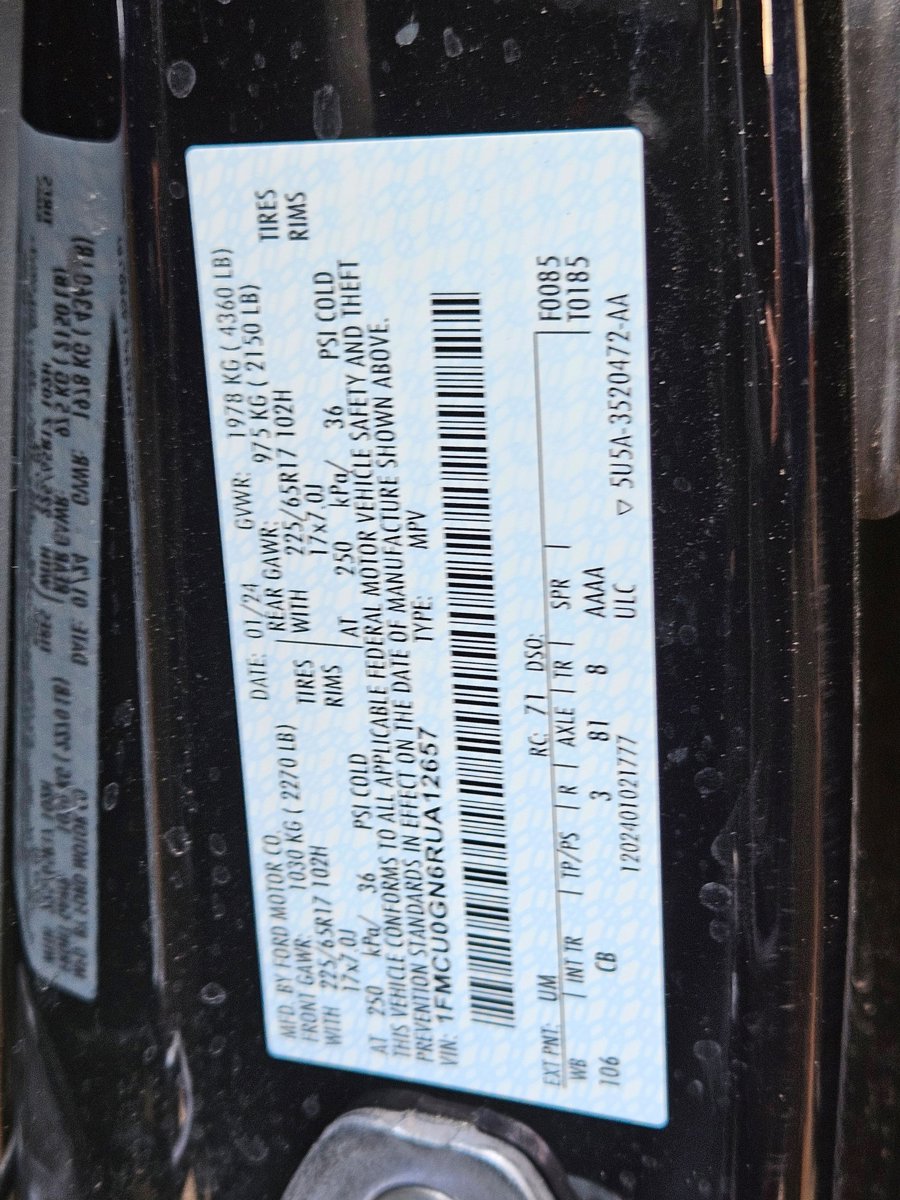 MFD. BY FORD MOTOR CO. DATE: 01/24 GVWR: 1978 KG ( 4360 LB)
FRONT GAWR: 1030 KG ( 2270 LB) REAR GAWR: 975 KG ( 2150 LB)
WITH 225/65R17 102H TIRES WITH 225/65R17 102H TIRES
17x7.0J RIMS 17x7.0J RIMS
AT 250 kPa/ 36 PSI COLD AT 250 kPa/ 36 PSI COLD
THIS VEHICLE CONFORMS TO ALL APPLICABLE FEDERAL MOTOR VEHICLE SAFETY AND THEFT
PREVENTION STANDARDS IN EFFECT ON THE DATE OF MANUFACTURE SHOWN ABOVE.
VIN: 1FMCU0GN6RUA12657 TYPE: MPV
EXT PNT: UM RC: 71 DSO: F0085
WB INT TR TP/PS R AXLE TR SPR T0185
106 CB 3 81 8 AAAA
1202401021777 ULC ▽ 5U5A-3520472-AA